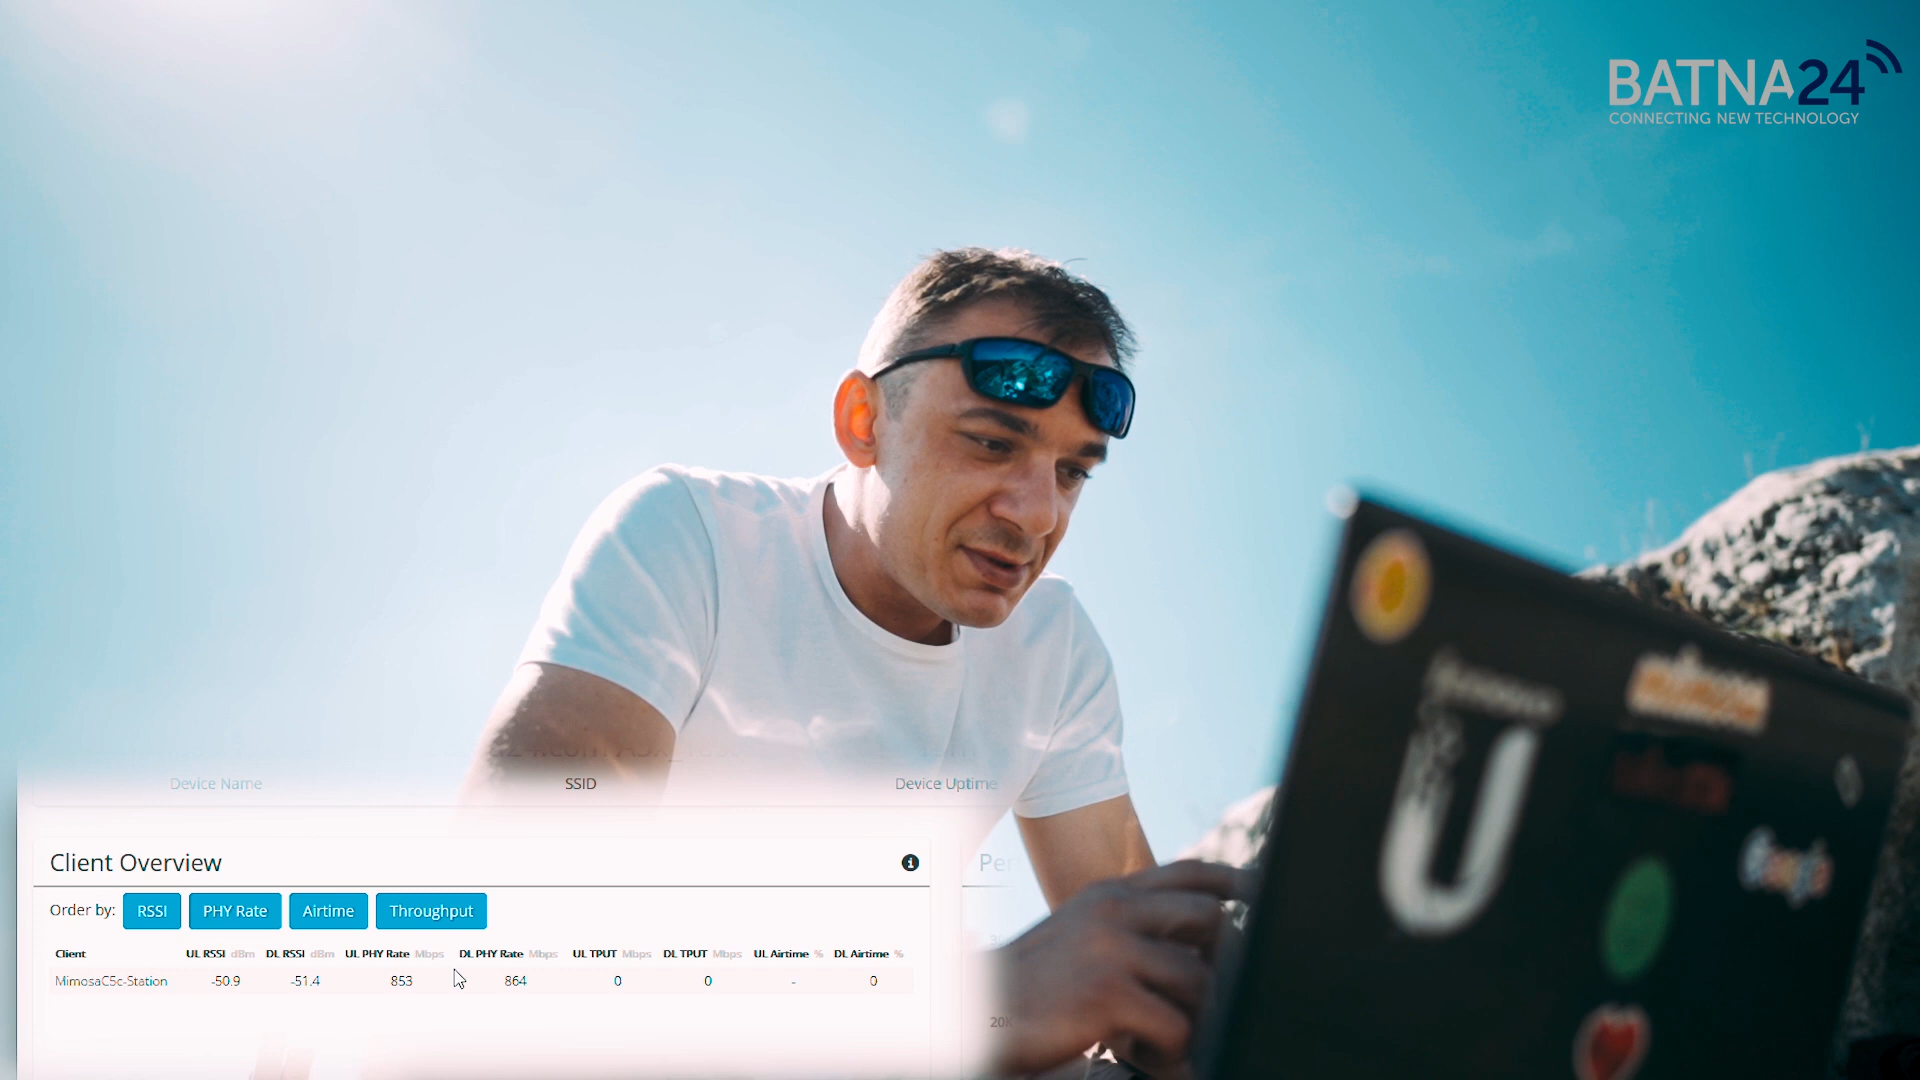 BATNA24
CONNECTING NEW TECHNOLOGY
Device Name SSID Device Uptime
Client Overview
Order by: RSSI PHY Rate Airtime Throughput
Client UL RSSI dBm DL RSSI dBm UL PHY Rate Mbps DL PHY Rate Mbps UL TPUT Mbps DL TPUT Mbps UL Airtime % DL Airtime %
MimosaC5c-Station -50.9 -51.4 853 864 0 0 - 0
U
Google